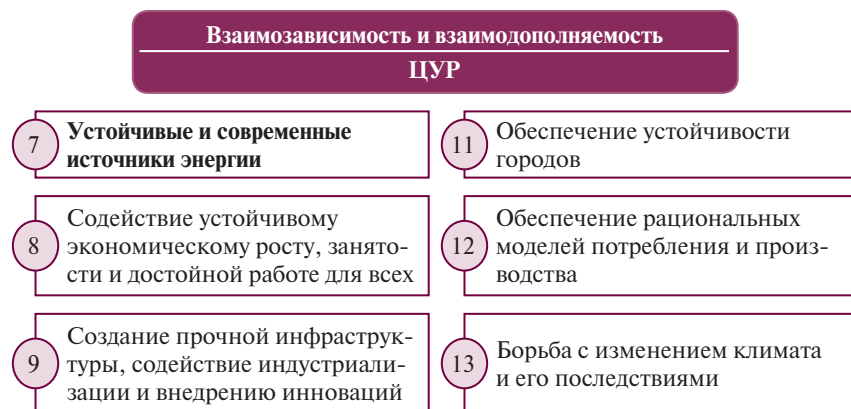 Взаимозависимость и взаимодополняемость
ЦУР
7
Устойчивые и современные
источники энергии
8
Содействие устойчивому
экономическому росту, занято-
сти и достойной работе для всех
9
Создание прочной инфраструк-
туры, содействие индустриали-
зации и внедрению инноваций
11
Обеспечение устойчивости
городов
12
Обеспечение рациональных
моделей потребления и произ-
водства
13
Борьба с изменением климата
и его последствиями